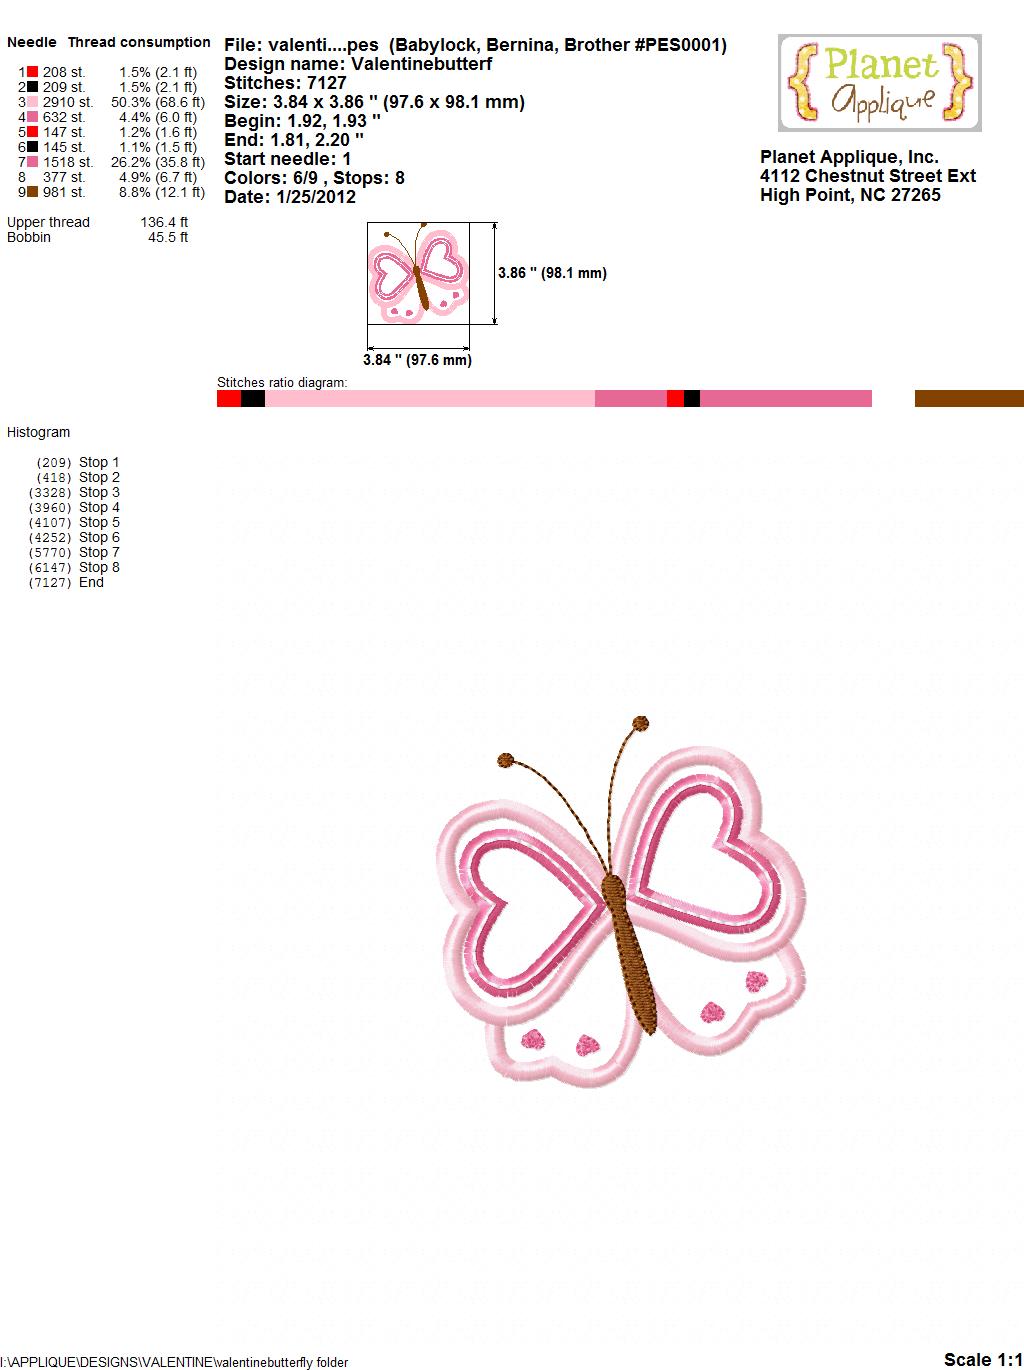 Needle Thread consumption
1 208 st. 1.5% (2.1 ft)
2 209 st. 1.5% (2.1 ft)
3 2910 st. 50.3% (68.6 ft)
4 632 st. 4.4% (6.0 ft)
5 147 st. 1.2% (1.6 ft)
6 145 st. 1.1% (1.5 ft)
7 1518 st. 26.2% (35.8 ft)
8 377 st. 4.9% (6.7 ft)
9 981 st. 8.8% (12.1 ft)
Upper thread 136.4 ft
Bobbin 45.5 ft
File: valenti....pes (Babylock, Bernina, Brother #PES0001)
Design name: Valentinebutterf
Stitches: 7127
Size: 3.84 x 3.86 " (97.6 x 98.1 mm)
Begin: 1.92, 1.93 "
End: 1.81, 2.20 "
Start needle: 1
Colors: 6/9 , Stops: 8
Date: 1/25/2012
Planet
Applique
Planet Applique, Inc.
4112 Chestnut Street Ext
High Point, NC 27265
3.86 " (98.1 mm)
3.84 " (97.6 mm)
Stitches ratio diagram:
Histogram
(209) Stop 1
(418) Stop 2
(3328) Stop 3
(3960) Stop 4
(4107) Stop 5
(4252) Stop 6
(5770) Stop 7
(6147) Stop 8
(7127) End
I:\APPLIQUE\DESIGNS\VALENTINE\valentinebutterfly folder
Scale 1:1